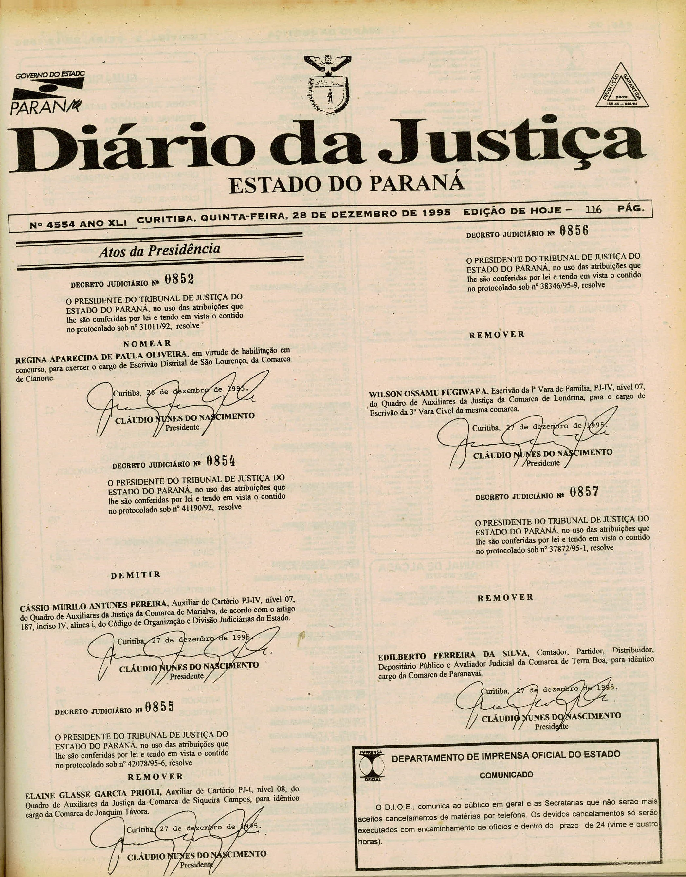 GOVERNO DO ESTADO
PARANÁ
Diário da Justiça
ESTADO DO PARANÁ
Nº 4554 ANO XLI CURITIBA, QUINTA-FEIRA, 28 DE DEZEMBRO DE 1995 EDIÇÃO DE HOJE – 116 PÁG.
Atos da Presidência
DECRETO JUDICIÁRIO Nº 0852
O PRESIDENTE DO TRIBUNAL DE JUSTIÇA DO
ESTADO DO PARANÁ, no uso das atribuições que
lhe são conferidas por lei e tendo em vista o contido
no protocolado sob nº 31011/92, resolve
NOMEAR
REGINA APARECIDA DE PAULA OLIVEIRA, em virtude de habilitação em
concurso, para exercer o cargo de Escrivão Distrital de São Lourenço, da Comarca
de Cianorte.
Curitiba, 26 de dezembro de 1995.
CLÁUDIO NUNES DO NASCIMENTO
Presidente
DECRETO JUDICIÁRIO Nº 0854
O PRESIDENTE DO TRIBUNAL DE JUSTIÇA DO
ESTADO DO PARANÁ, no uso das atribuições que
lhe são conferidas por lei e tendo em vista o contido
no protocolado sob nº 41190/92, resolve
DEMITIR
CÁSSIO MURILO ANTUNES PEREIRA, Auxiliar de Cartório PJ-IV, nível 07,
de Quadro de Auxiliares da Justiça da Comarca de Marialva, de acordo com o artigo
187, inciso IV, alínea i, do Código de Organização e Divisão Judiciárias do Estado.
Curitiba, 27 de dezembro de 1995.
CLÁUDIO NUNES DO NASCIMENTO
Presidente
DECRETO JUDICIÁRIO Nº 0855
O PRESIDENTE DO TRIBUNAL DE JUSTIÇA DO
ESTADO DO PARANÁ, no uso das atribuições que
lhe são conferidas por lei e tendo em vista o contido
no protocolado sob nº 42078/95-6, resolve
REMOVER
ELAINE GLASSE GARCIA PRIOLI, Auxiliar de Cartório PJ-I, nível 08, do
Quadro de Auxiliares da Justiça da Comarca de Siqueira Campos, para idêntico
cargo da Comarca de Joaquim Távora.
Curitiba, 27 de dezembro de 1995.
CLÁUDIO NUNES DO NASCIMENTO
Presidente
DECRETO JUDICIÁRIO Nº 0856
O PRESIDENTE DO TRIBUNAL DE JUSTIÇA DO
ESTADO DO PARANÁ, no uso das atribuições que
lhe são conferidas por lei e tendo em vista o contido
no protocolado sob nº 38346/95-9, resolve
REMOVER
WILSON OSSAMU FUGIWAPA, Escrivão da 1ª Vara de Família, PJ-IV, nível 07,
do Quadro de Auxiliares da Justiça da Comarca de Londrina, para o cargo de
Escrivão da 3ª Vara Cível da mesma comarca.
Curitiba, 27 de dezembro de 1995.
CLÁUDIO NUNES DO NASCIMENTO
Presidente
DECRETO JUDICIÁRIO Nº 0857
O PRESIDENTE DO TRIBUNAL DE JUSTIÇA DO
ESTADO DO PARANÁ, no uso das atribuições que
lhe são conferidas por lei e tendo em vista o contido
no protocolado sob nº 37872/95-1, resolve
REMOVER
EDILBERTO FERREIRA DA SILVA, Contador, Partidor, Distribuidor,
Depositário Público e Avaliador Judicial da Comarca de Terra Boa, para idêntico
cargo da Comarca de Paranavaí.
Curitiba, 27 de dezembro de 1995.
CLÁUDIO NUNES DO NASCIMENTO
Presidente
DEPARTAMENTO DE IMPRENSA OFICIAL DO ESTADO
COMUNICADO
O D.I.O.E., comunica ao público em geral e as Secretarias que não serão mais
aceitos cancelamentos de matérias por telefone. Os devidos cancelamentos só serão
executados com encaminhamento de ofícios e dentro do prazo de 24 (vime e quatro
horas).